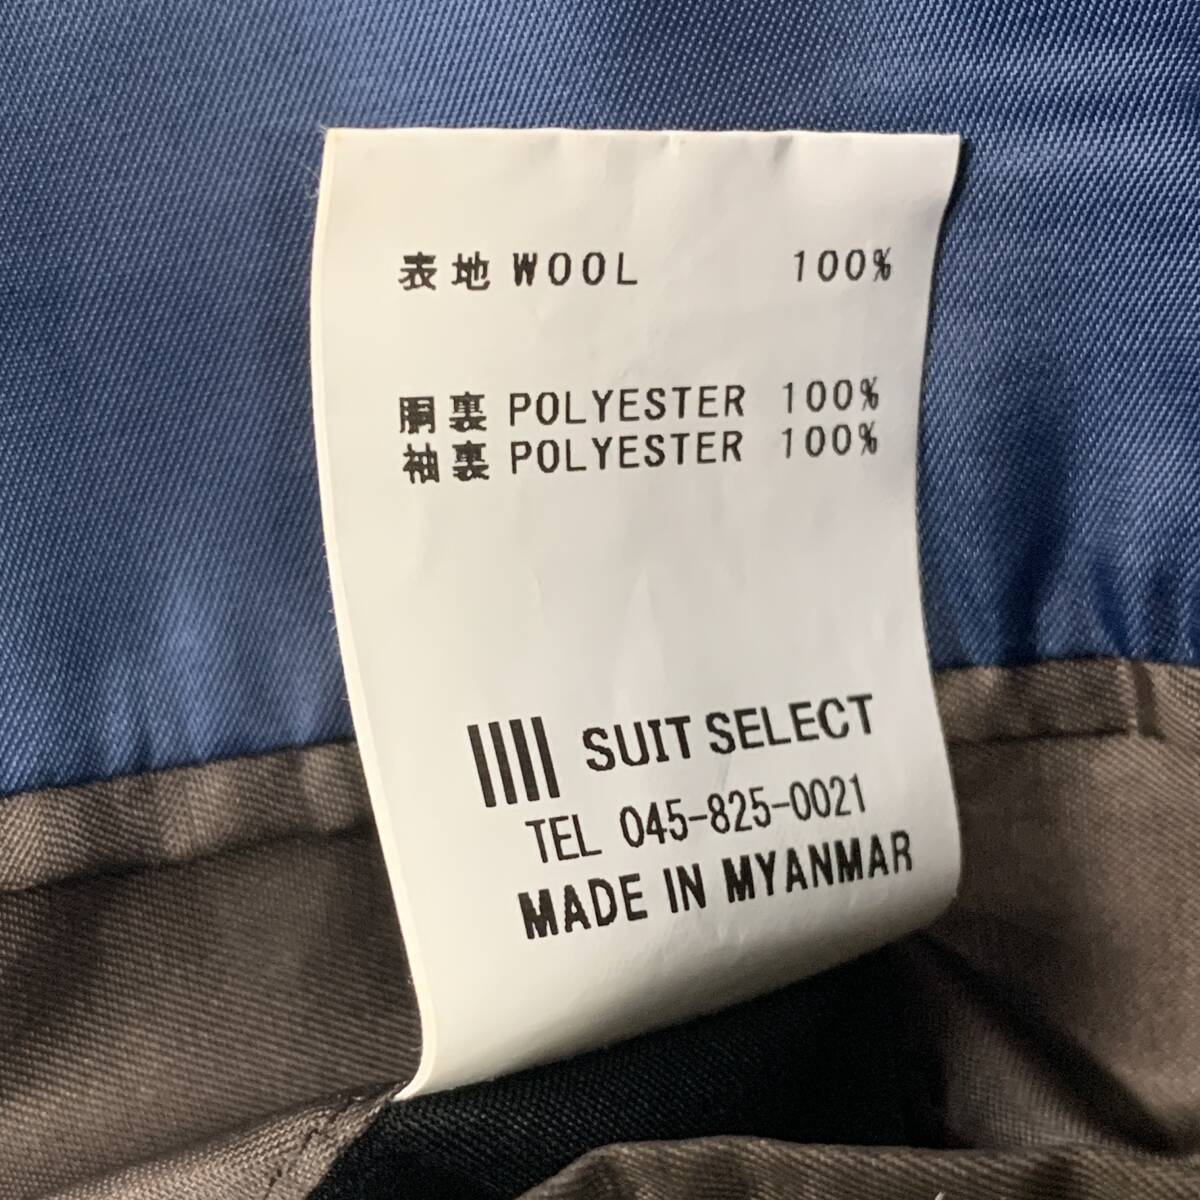 表地 WOOL 100%
胴裏 POLYESTER 100%
袖裏 POLYESTER 100%
SUIT SELECT
TEL 045-825-0021
MADE IN MYANMAR